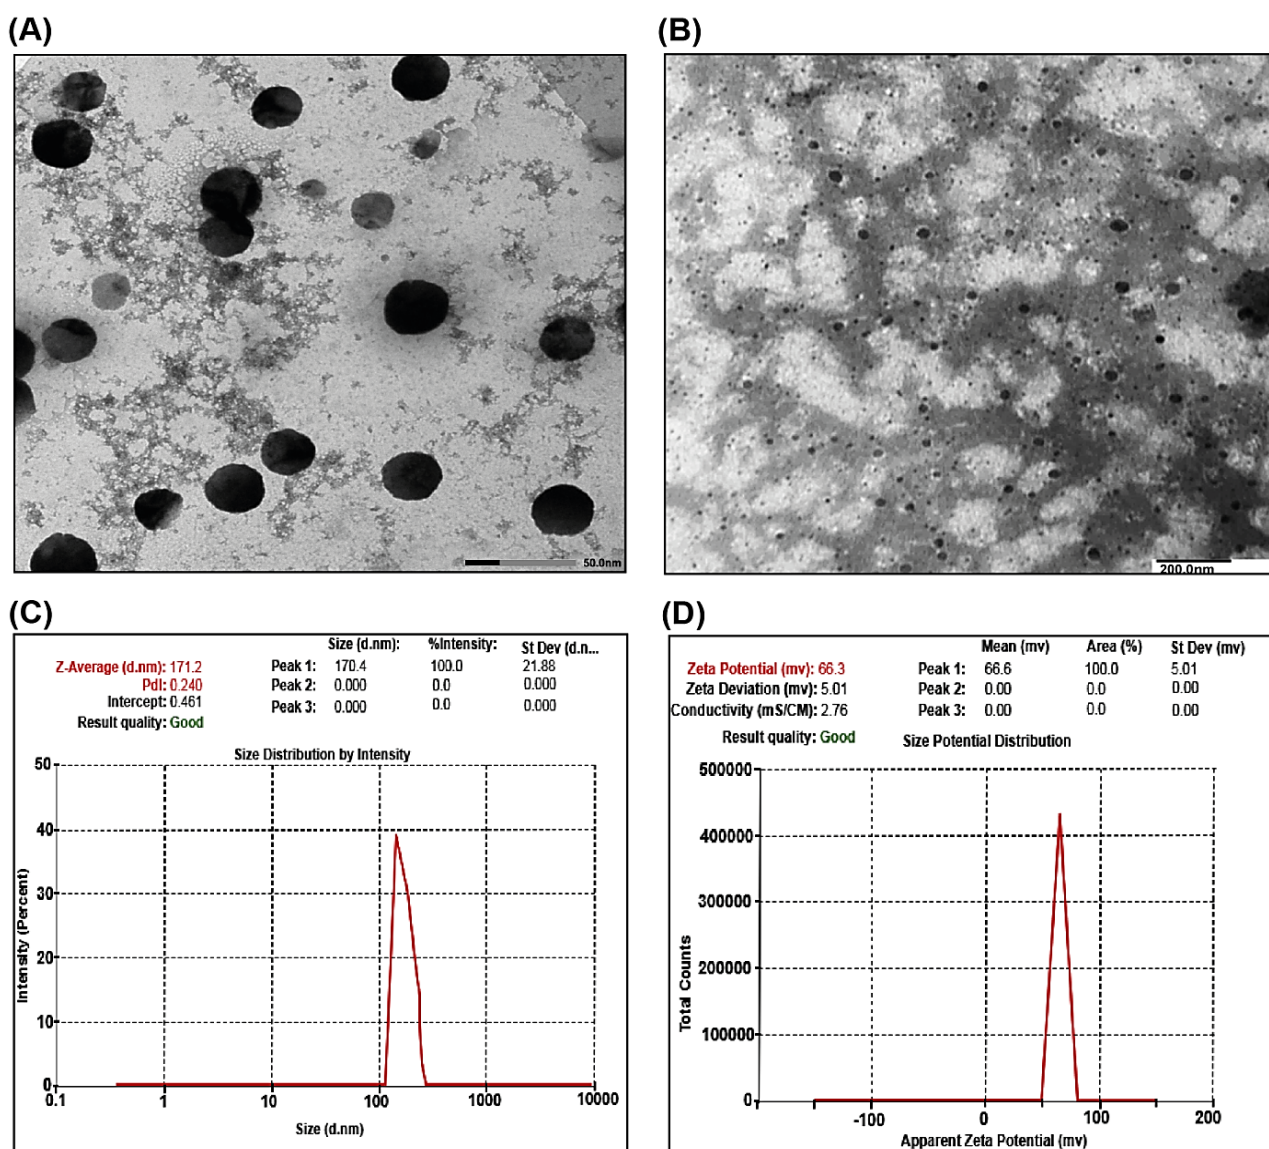 (A)
(B)
50.0nm
200.0nm
(C)
Size (d.nm): %Intensity: St Dev (d.n...
Z-Average (d.nm): 171.2 Peak 1: 170.4 100.0 21.88
PdI: 0.240 Peak 2: 0.000 0.0 0.000
Intercept: 0.461 Peak 3: 0.000 0.0 0.000
Result quality: Good
Size Distribution by Intensity
Intensity (Percent)
50
40
30
20
10
0
0.1 1 10 100 1000 10000
Size (d.nm)
(D)
Mean (mv) Area (%) St Dev (mv)
Zeta Potential (mv): 66.3 Peak 1: 66.6 100.0 5.01
Zeta Deviation (mv): 5.01 Peak 2: 0.00 0.0 0.00
Conductivity (mS/CM): 2.76 Peak 3: 0.00 0.0 0.00
Result quality: Good
Size Potential Distribution
Total Counts
500000
400000
300000
200000
100000
0
-100 0 100 200
Apparent Zeta Potential (mv)